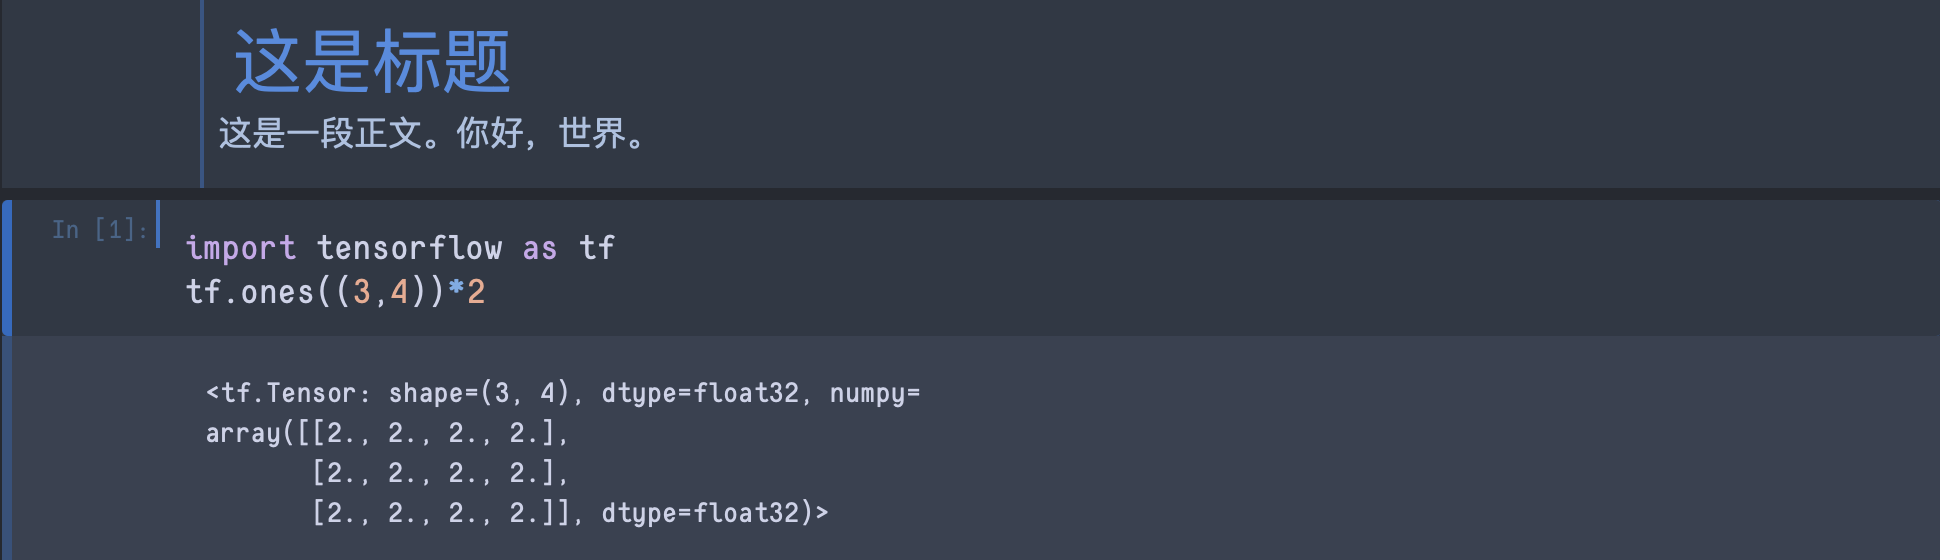 这是标题
这是一段正文。你好，世界。
In [1]:
import tensorflow as tf
tf.ones((3,4))*2
<tf.Tensor: shape=(3, 4), dtype=float32, numpy=
array([[2., 2., 2., 2.],
       [2., 2., 2., 2.],
       [2., 2., 2., 2.]], dtype=float32)>